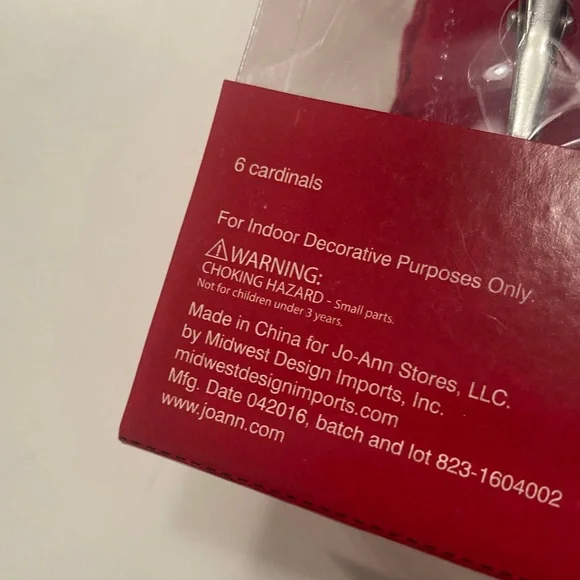 6 cardinals
For Indoor Decorative Purposes Only.
⚠WARNING:
CHOKING HAZARD - Small parts.
Not for children under 3 years.
Made in China for Jo-Ann Stores, LLC.
by Midwest Design Imports, Inc.
midwestdesignimports.com
Mfg. Date 042016, batch and lot 823-1604002
www.joann.com